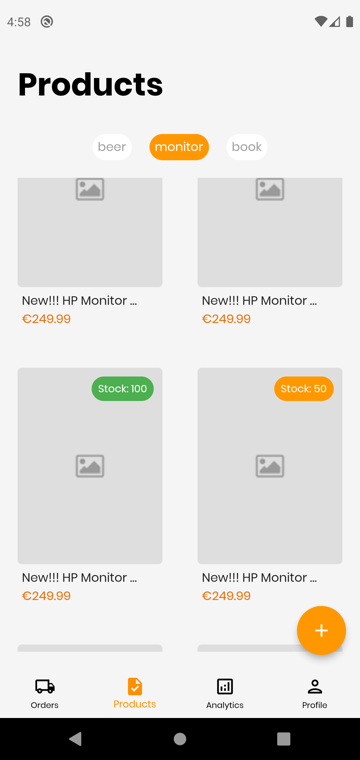 4:58
Products
beer monitor book
New!!! HP Monitor ... New!!! HP Monitor ...
€249.99 €249.99
Stock: 100 Stock: 50
New!!! HP Monitor ... New!!! HP Monitor ...
€249.99 €249.99
+
Orders Products Analytics Profile